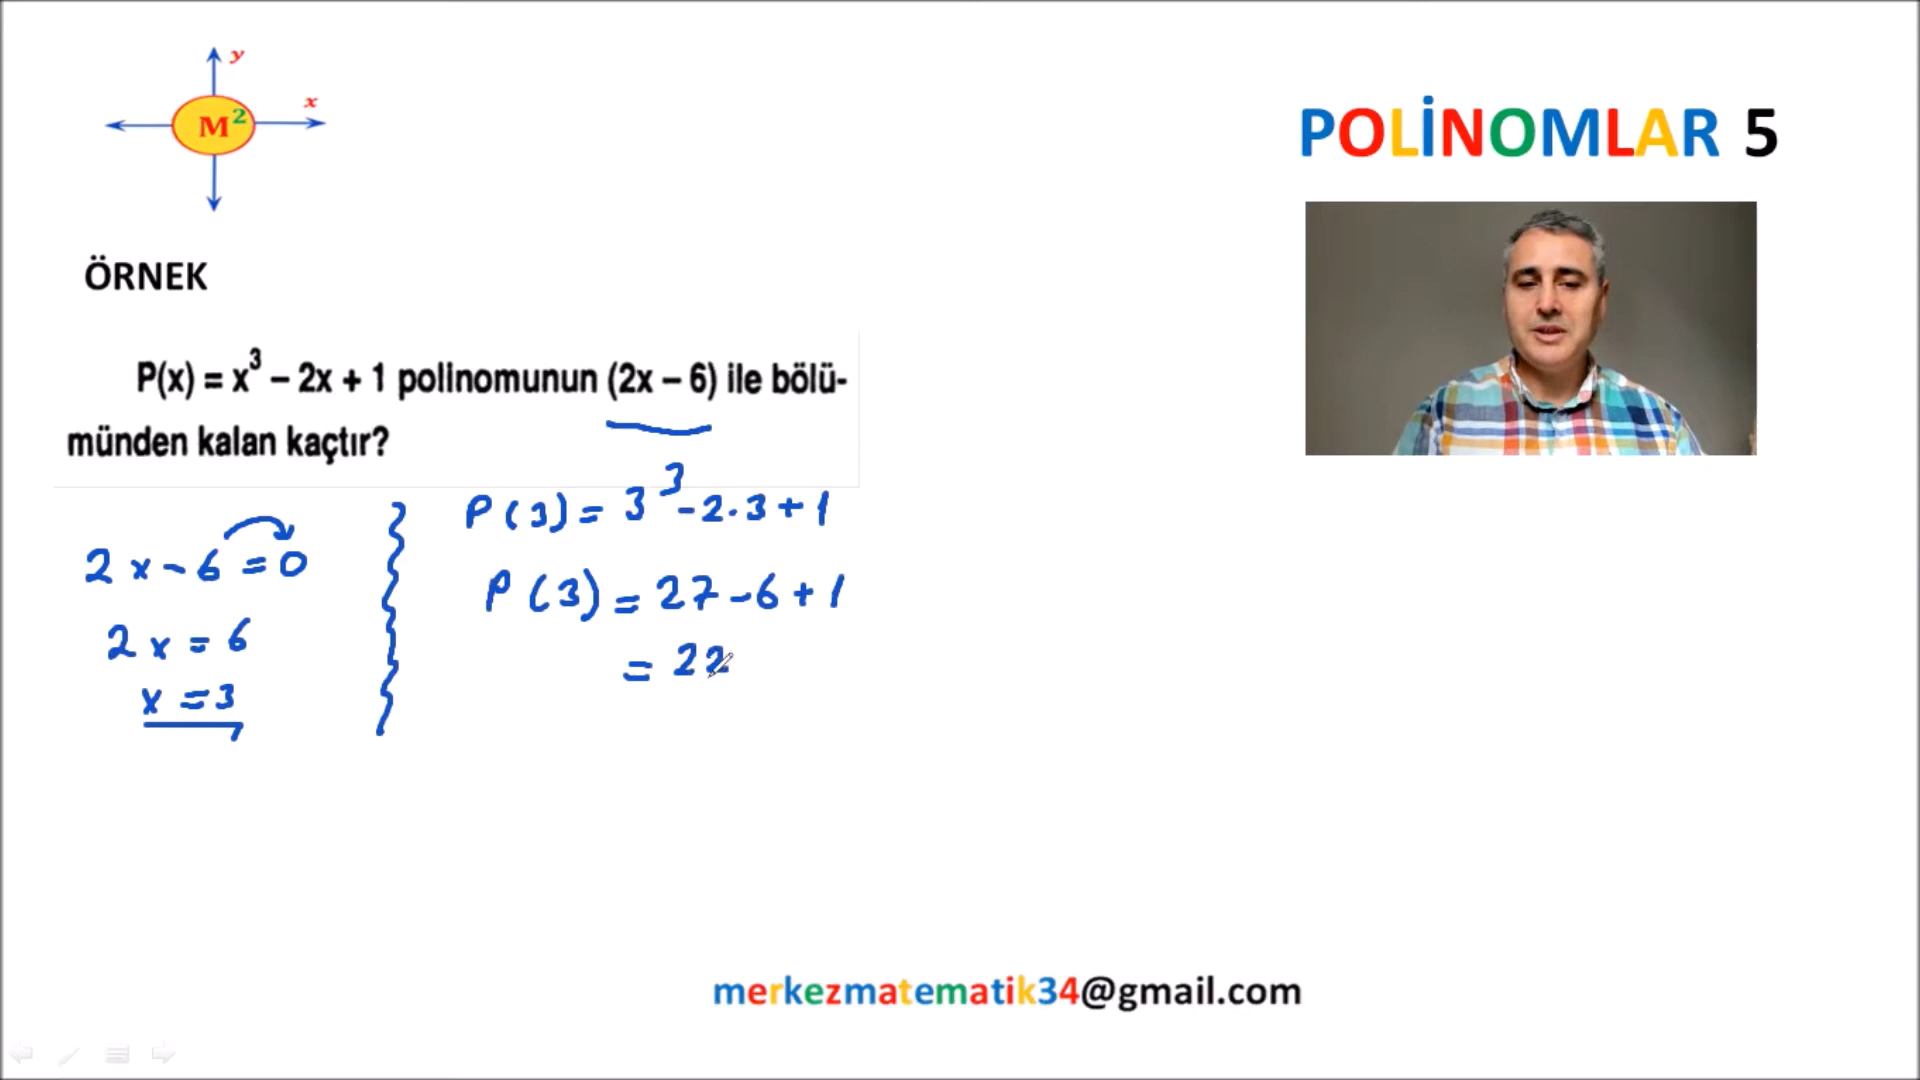 y
x
M²
POLİNOMLAR 5
ÖRNEK
P(x) = x³ – 2x + 1 polinomunun (2x – 6) ile bölü-
münden kalan kaçtır?
2x-6=0
2x=6
x=3
P(3)=3³-2.3+1
P(3)=27-6+1
=22
merkezmatematik34@gmail.com